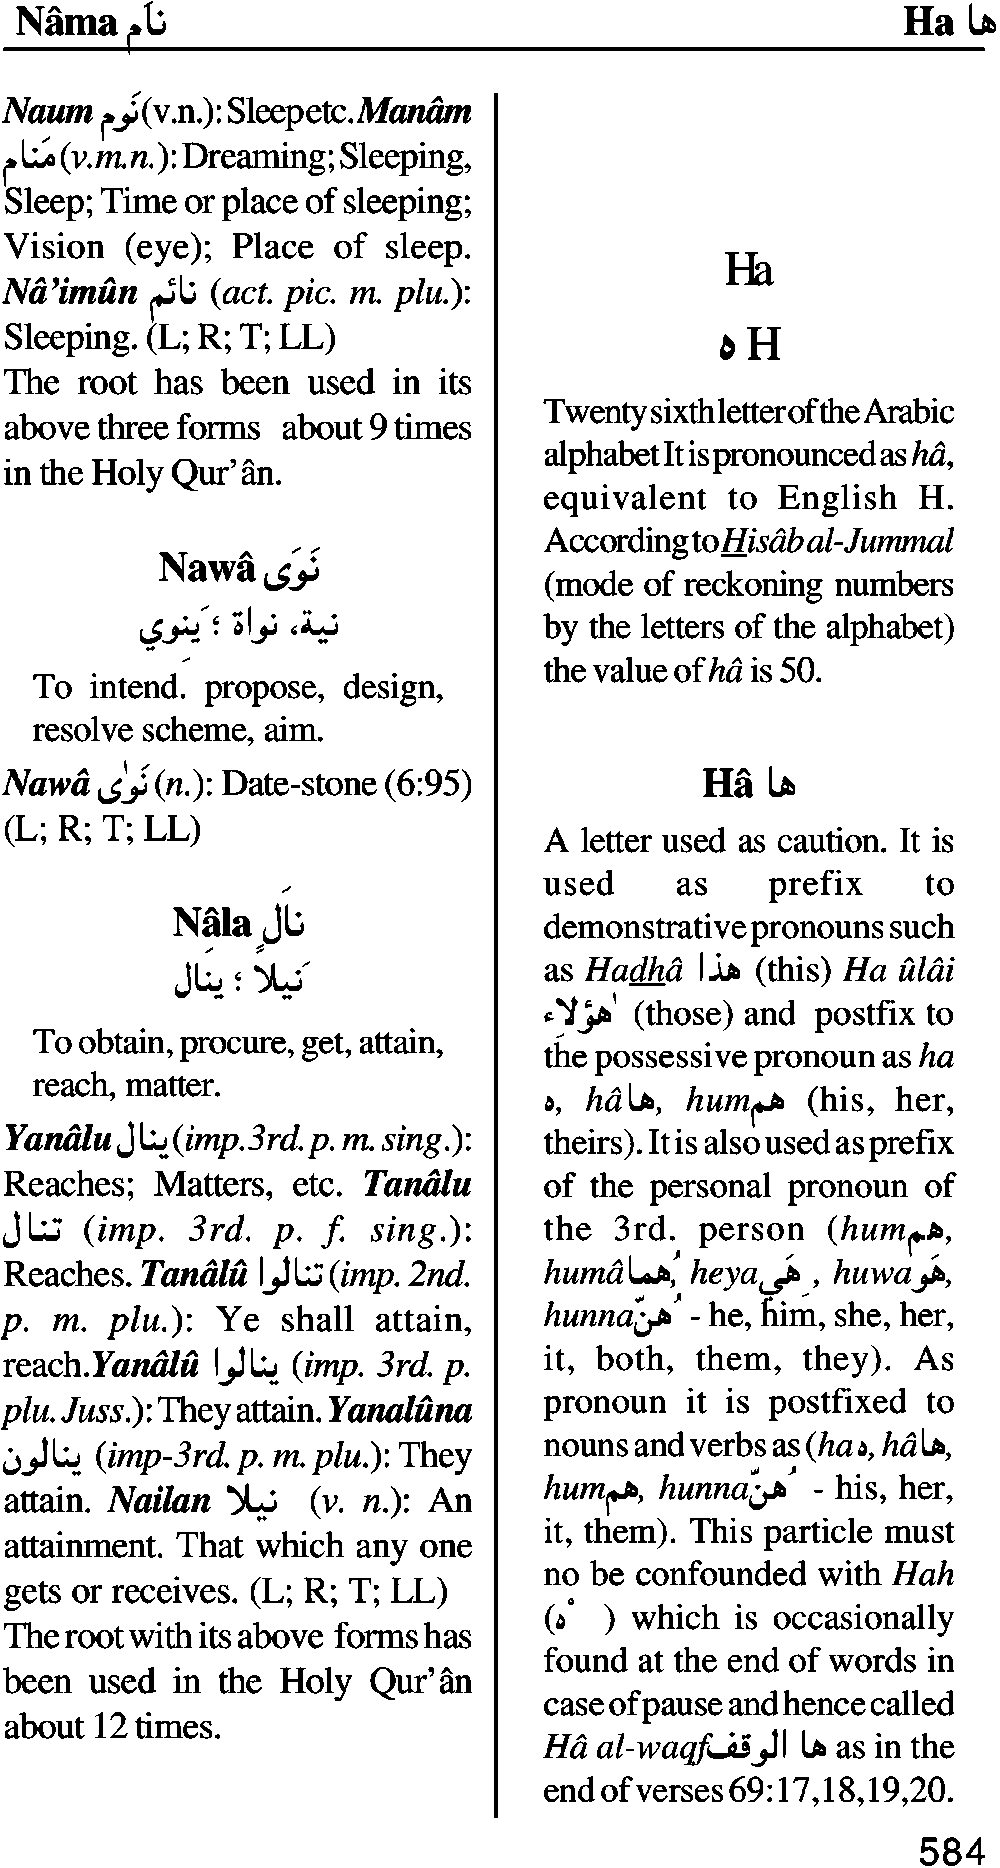 Nâma نَام
Ha ها
Naum نَوم (v.n.): Sleep etc. Manâm
مَنام (v.m.n.): Dreaming; Sleeping,
Sleep; Time or place of sleeping;
Vision (eye); Place of sleep.
Nâ’imûn نائم (act. pic. m. plu.):
Sleeping. (L; R; T; LL)
The root has been used in its
above three forms about 9 times
in the Holy Qur’ân.
Nawâ نَوَى
نية، نواة ؛ يَنوِي
To intend. propose, design,
resolve scheme, aim.
Nawâ نَوٰى (n.): Date-stone (6:95)
(L; R; T; LL)
Nâla نَالَ
نَيلاً ؛ يَنال
To obtain, procure, get, attain,
reach, matter.
Yanâlu ينال (imp.3rd. p. m. sing.):
Reaches; Matters, etc. Tanâlu
تنال (imp. 3rd. p. f. sing.):
Reaches. Tanâlû تنالوا (imp. 2nd.
p. m. plu.): Ye shall attain,
reach. Yanâlû ينالوا (imp. 3rd. p.
plu. Juss.): They attain. Yanalûna
ينالون (imp-3rd. p. m. plu.): They
attain. Nailan نيلا (v. n.): An
attainment. That which any one
gets or receives. (L; R; T; LL)
The root with its above forms has
been used in the Holy Qur’ân
about 12 times.
Ha
ه H
Twenty sixth letter of the Arabic
alphabet It is pronounced as hâ,
equivalent to English H.
According to Hisâb al-Jummal
(mode of reckoning numbers
by the letters of the alphabet)
the value of hâ is 50.
Hâ ها
A letter used as caution. It is
used as prefix to
demonstrative pronouns such
as Hadhâ هذا (this) Ha ûlâi
هٰؤلاءِ (those) and postfix to
the possessive pronoun as ha
ه, hâ ها, hum هم (his, her,
theirs). It is also used as prefix
of the personal pronoun of
the 3rd. person (hum هم,
humâ هُما, heya هِيَ, huwa هُوَ,
hunna هُنّ - he, him, she, her,
it, both, them, they). As
pronoun it is postfixed to
nouns and verbs as (ha ه, hâ ها,
hum هم, hunna هُنّ - his, her,
it, them). This particle must
no be confounded with Hah
(هْ ) which is occasionally
found at the end of words in
case of pause and hence called
Hâ al-waqf ها الوقف as in the
end of verses 69:17,18,19,20.
584